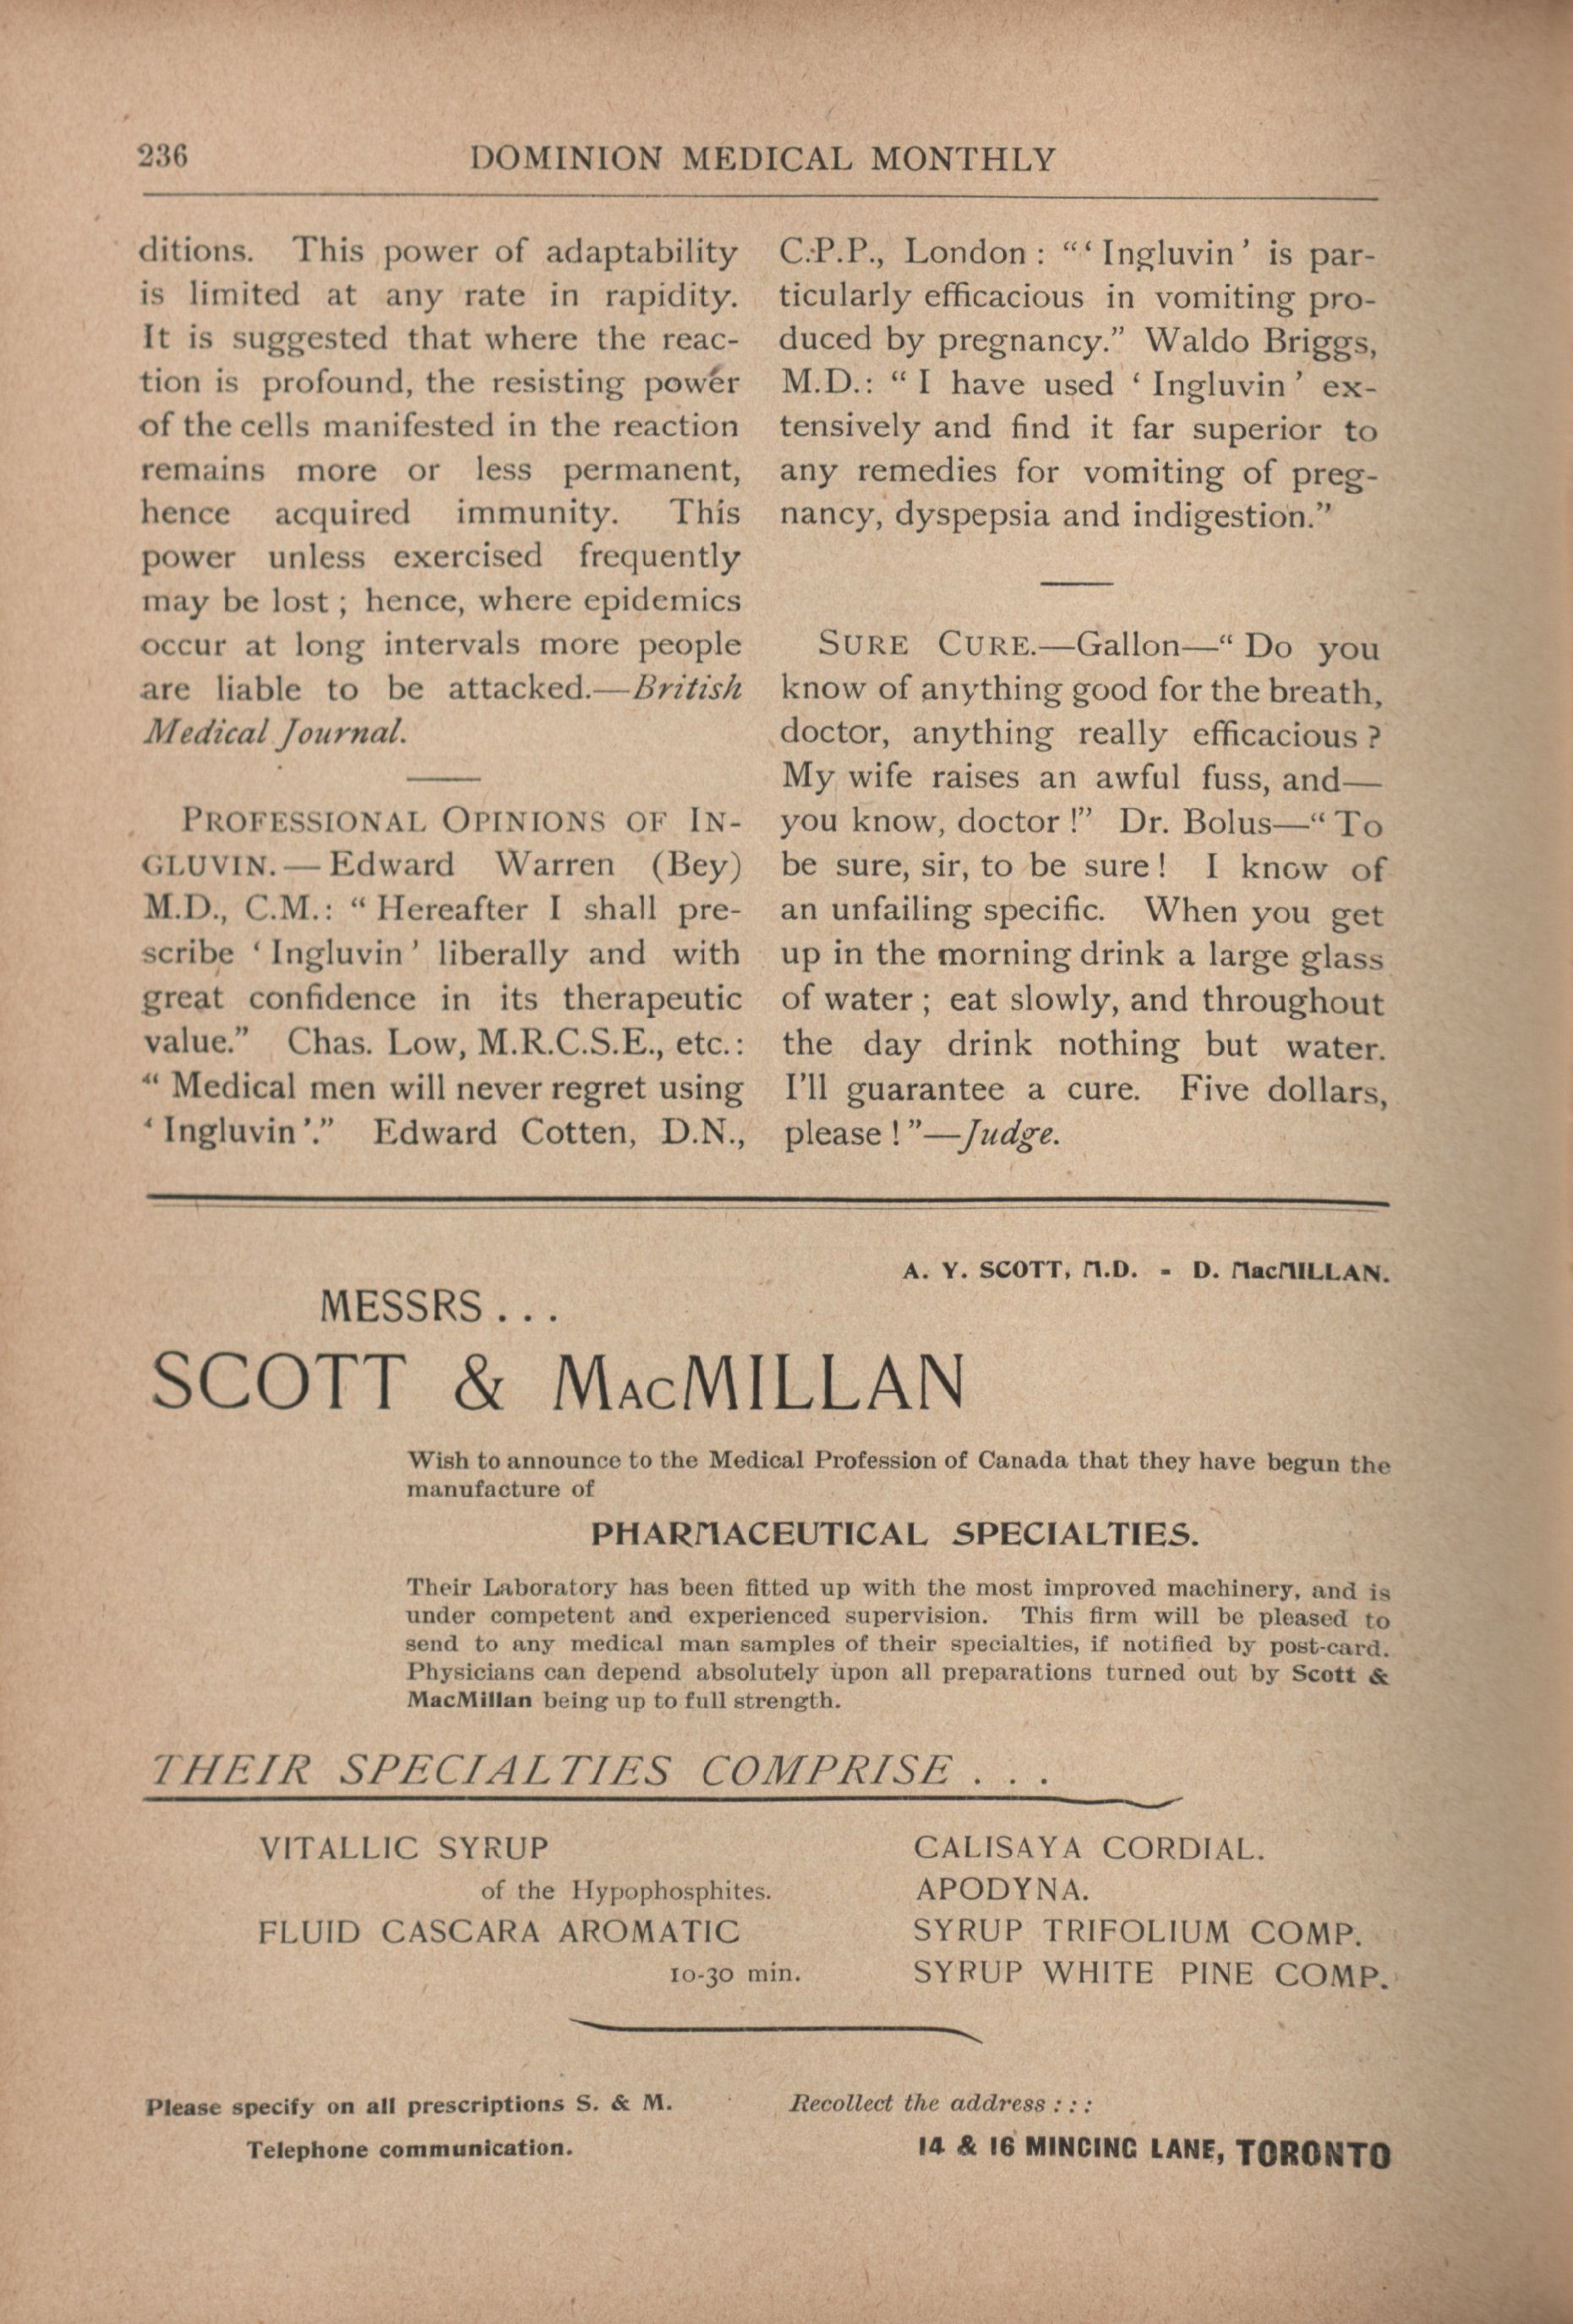 236 DOMINION MEDICAL MONTHLY
ditions. This power of adaptability
is limited at any rate in rapidity.
It is suggested that where the reac-
tion is profound, the resisting power
of the cells manifested in the reaction
remains more or less permanent,
hence acquired immunity. This
power unless exercised frequently
may be lost ; hence, where epidemics
occur at long intervals more people
are liable to be attacked.—British
Medical Journal.
PROFESSIONAL OPINIONS OF IN-
GLUVIN. — Edward Warren (Bey)
M.D., C.M.: “ Hereafter I shall pre-
scribe ‘ Ingluvin ’ liberally and with
great confidence in its therapeutic
value.” Chas. Low, M.R.C.S.E., etc.:
“ Medical men will never regret using
‘ Ingluvin ’.” Edward Cotten, D.N.,
C.P.P., London : “‘ Ingluvin ’ is par-
ticularly efficacious in vomiting pro-
duced by pregnancy.” Waldo Briggs,
M.D.: “ I have used ‘ Ingluvin ’ ex-
tensively and find it far superior to
any remedies for vomiting of preg-
nancy, dyspepsia and indigestion.”
SURE CURE.—Gallon—“ Do you
know of anything good for the breath,
doctor, anything really efficacious ?
My wife raises an awful fuss, and—
you know, doctor !” Dr. Bolus—“ To
be sure, sir, to be sure ! I know of
an unfailing specific. When you get
up in the morning drink a large glass
of water ; eat slowly, and throughout
the day drink nothing but water.
I’ll guarantee a cure. Five dollars,
please ! ”—Judge.
A. Y. SCOTT, M.D. - D. MacMILLAN.
MESSRS . . .
SCOTT & MACMILLAN
Wish to announce to the Medical Profession of Canada that they have begun the
manufacture of
PHARMACEUTICAL SPECIALTIES.
Their Laboratory has been fitted up with the most improved machinery, and is
under competent and experienced supervision. This firm will be pleased to
send to any medical man samples of their specialties, if notified by post-card.
Physicians can depend absolutely upon all preparations turned out by Scott &
MacMillan being up to full strength.
THEIR SPECIALTIES COMPRISE . . .
VITALLIC SYRUP
of the Hypophosphites.
FLUID CASCARA AROMATIC
10-30 min.
CALISAYA CORDIAL.
APODYNA.
SYRUP TRIFOLIUM COMP.
SYRUP WHITE PINE COMP.
Please specify on all prescriptions S. & M.
Telephone communication.
Recollect the address : : :
14 & 16 MINCING LANE, TORONTO